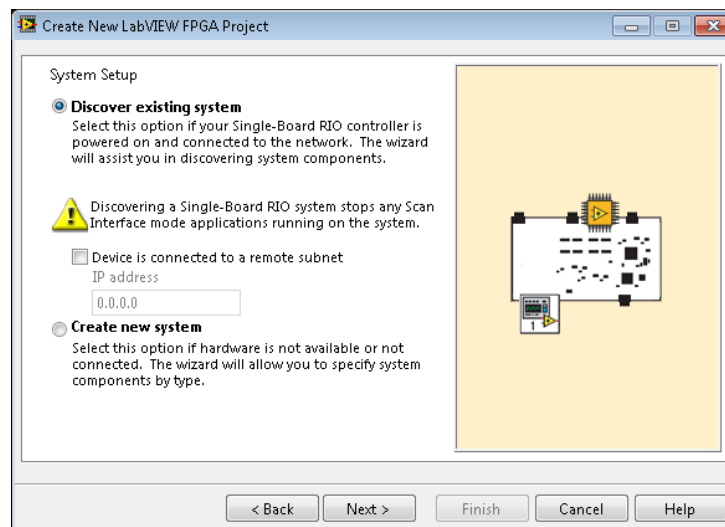 Create New LabVIEW FPGA Project
System Setup
Discover existing system
Select this option if your Single-Board RIO controller is
powered on and connected to the network. The wizard
will assist you in discovering system components.
Discovering a Single-Board RIO system stops any Scan
Interface mode applications running on the system.
Device is connected to a remote subnet
IP address
0.0.0.0
Create new system
Select this option if hardware is not available or not
connected. The wizard will allow you to specify system
components by type.
1
< Back Next > Finish Cancel Help